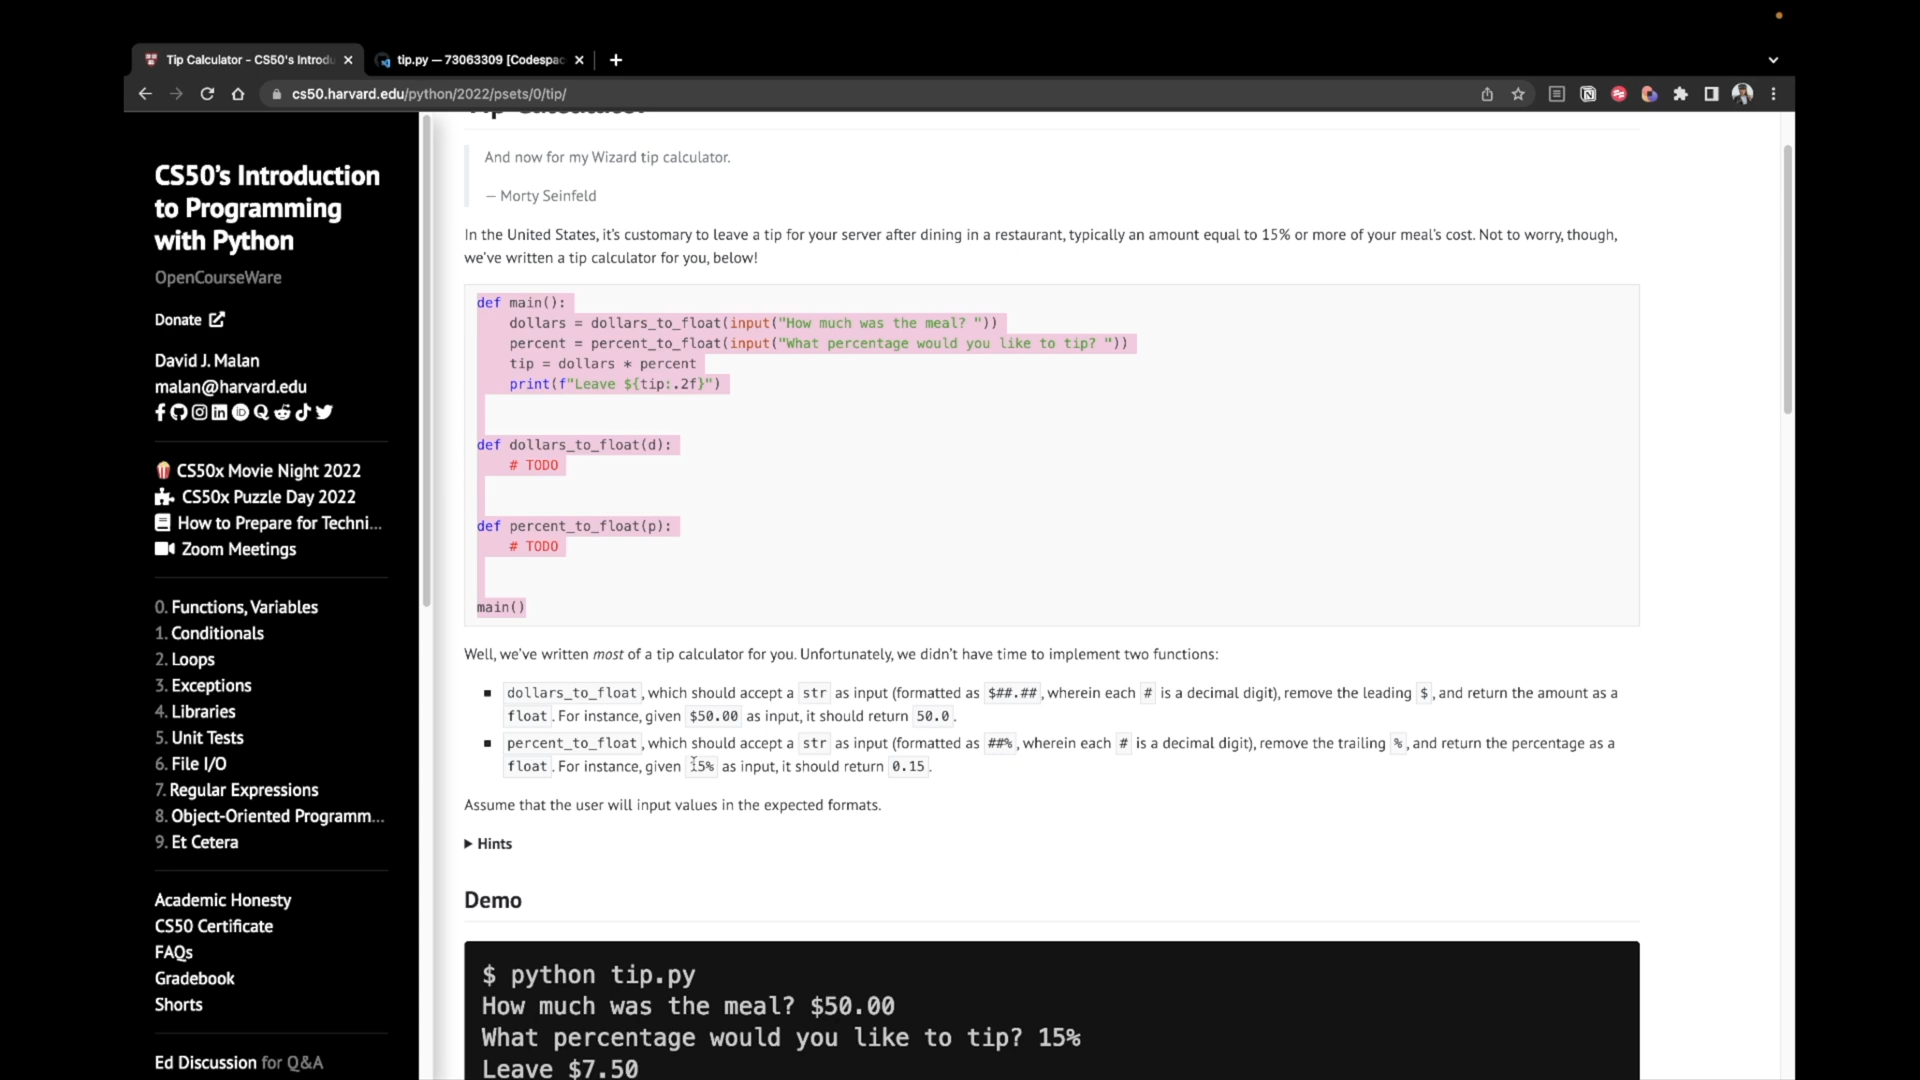 Tip Calculator - CS50's Introdu
tip.py — 73063309 [Codespac
cs50.harvard.edu/python/2022/psets/0/tip/
CS50's Introduction
to Programming
with Python
OpenCourseWare
Donate
David J. Malan
malan@harvard.edu
🍿 CS50x Movie Night 2022
CS50x Puzzle Day 2022
How to Prepare for Techni...
Zoom Meetings
0. Functions, Variables
1. Conditionals
2. Loops
3. Exceptions
4. Libraries
5. Unit Tests
6. File I/O
7. Regular Expressions
8. Object-Oriented Programm...
9. Et Cetera
Academic Honesty
CS50 Certificate
FAQs
Gradebook
Shorts
Ed Discussion for Q&A
Tip Calculator
And now for my Wizard tip calculator.
— Morty Seinfeld
In the United States, it's customary to leave a tip for your server after dining in a restaurant, typically an amount equal to 15% or more of your meal's cost. Not to worry, though,
we've written a tip calculator for you, below!
def main():
    dollars = dollars_to_float(input("How much was the meal? "))
    percent = percent_to_float(input("What percentage would you like to tip? "))
    tip = dollars * percent
    print(f"Leave ${tip:.2f}")
def dollars_to_float(d):
    # TODO
def percent_to_float(p):
    # TODO
main()
Well, we've written most of a tip calculator for you. Unfortunately, we didn't have time to implement two functions:
■ dollars_to_float, which should accept a str as input (formatted as $##.##, wherein each # is a decimal digit), remove the leading $, and return the amount as a
float. For instance, given $50.00 as input, it should return 50.0.
■ percent_to_float, which should accept a str as input (formatted as ##%, wherein each # is a decimal digit), remove the trailing %, and return the percentage as a
float. For instance, given 15% as input, it should return 0.15.
Assume that the user will input values in the expected formats.
▶ Hints
Demo
$ python tip.py
How much was the meal? $50.00
What percentage would you like to tip? 15%
Leave $7.50